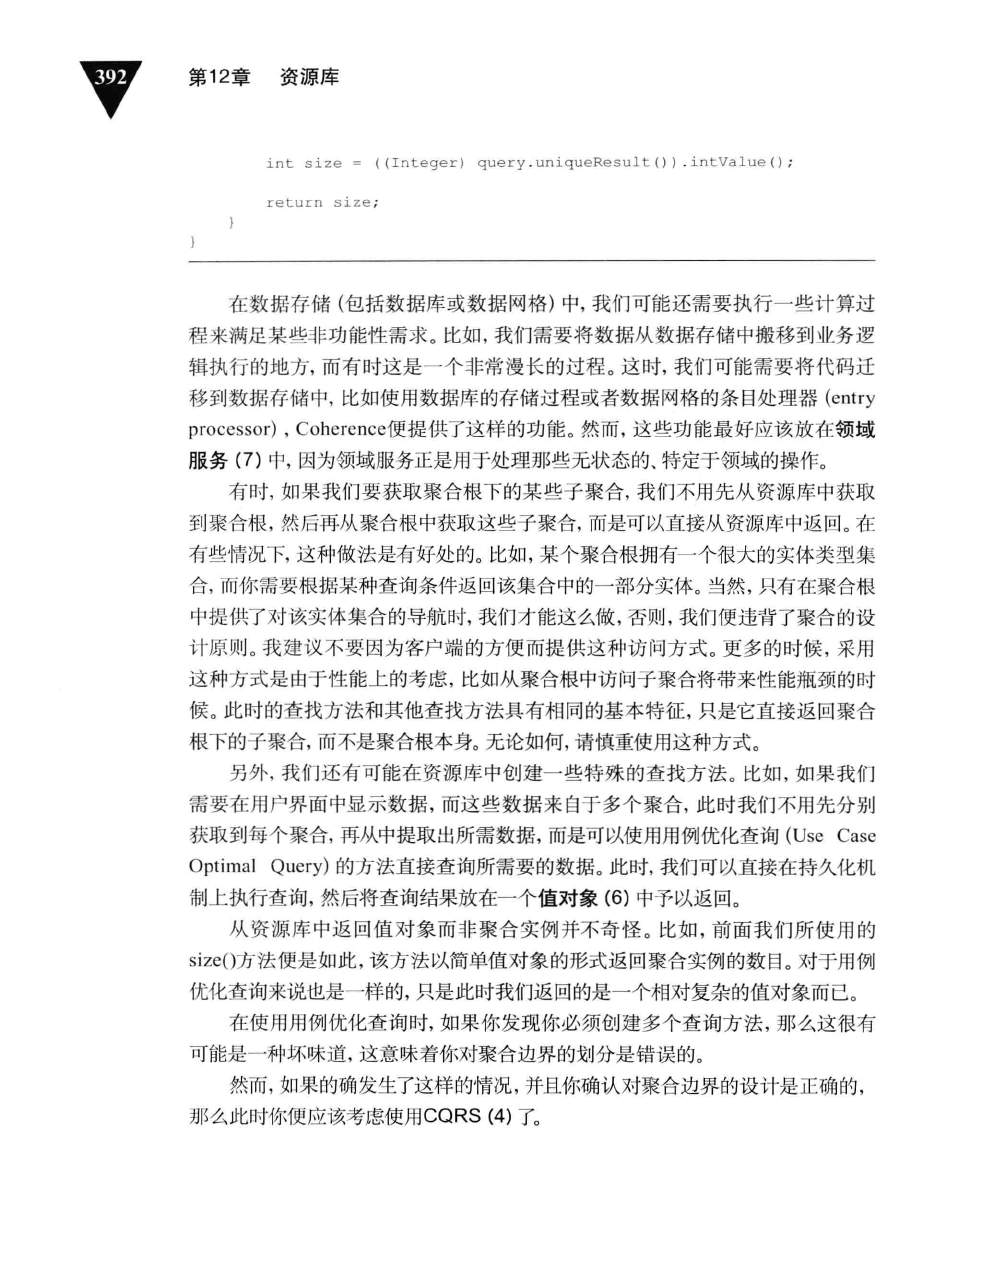 392 第12章 资源库
int size = ((Integer) query.uniqueResult()).intValue();
return size;
}
}
在数据存储（包括数据库或数据网格）中，我们可能还需要执行一些计算过
程来满足某些非功能性需求。比如，我们需要将数据从数据存储中搬移到业务逻
辑执行的地方，而有时这是一个非常漫长的过程。这时，我们可能需要将代码迁
移到数据存储中，比如使用数据库的存储过程或者数据网格的条目处理器（entry
processor），Coherence便提供了这样的功能。然而，这些功能最好应该放在领域
服务（7）中，因为领域服务正是用于处理那些无状态的、特定于领域的操作。
有时，如果我们要获取聚合根下的某些子聚合，我们不用先从资源库中获取
到聚合根，然后再从聚合根中获取这些子聚合，而是可以直接从资源库中返回。在
有些情况下，这种做法是有好处的。比如，某个聚合根拥有一个很大的实体类型集
合，而你需要根据某种查询条件返回该集合中的一部分实体。当然，只有在聚合根
中提供了对该实体集合的导航时，我们才能这么做，否则，我们便违背了聚合的设
计原则。我建议不要因为客户端的方便而提供这种访问方式。更多的时候，采用
这种方式是由于性能上的考虑，比如从聚合根中访问子聚合将带来性能瓶颈的时
候。此时的查找方法和其他查找方法具有相同的基本特征，只是它直接返回聚合
根下的子聚合，而不是聚合根本身。无论如何，请慎重使用这种方式。
另外，我们还有可能在资源库中创建一些特殊的查找方法。比如，如果我们
需要在用户界面中显示数据，而这些数据来自于多个聚合，此时我们不用先分别
获取到每个聚合，再从中提取出所需数据，而是可以使用用例优化查询（Use Case
Optimal Query）的方法直接查询所需要的数据。此时，我们可以直接在持久化机
制上执行查询，然后将查询结果放在一个值对象（6）中予以返回。
从资源库中返回值对象而非聚合实例并不奇怪。比如，前面我们所使用的
size()方法便是如此，该方法以简单值对象的形式返回聚合实例的数目。对于用例
优化查询来说也是一样的，只是此时我们返回的是一个相对复杂的值对象而已。
在使用用例优化查询时，如果你发现你必须创建多个查询方法，那么这很有
可能是一种坏味道，这意味着你对聚合边界的划分是错误的。
然而，如果的确发生了这样的情况，并且你确认对聚合边界的设计是正确的，
那么此时你便应该考虑使用CQRS（4）了。